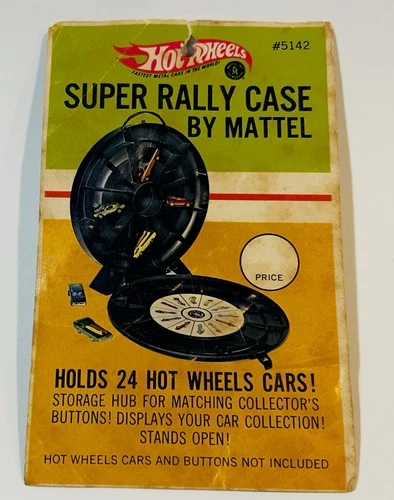 Hot Wheels
FASTEST METAL CARS IN THE WORLD!
#5142
SUPER RALLY CASE
BY MATTEL
PRICE
HOLDS 24 HOT WHEELS CARS!
STORAGE HUB FOR MATCHING COLLECTOR'S
BUTTONS! DISPLAYS YOUR CAR COLLECTION!
STANDS OPEN!
HOT WHEELS CARS AND BUTTONS NOT INCLUDED